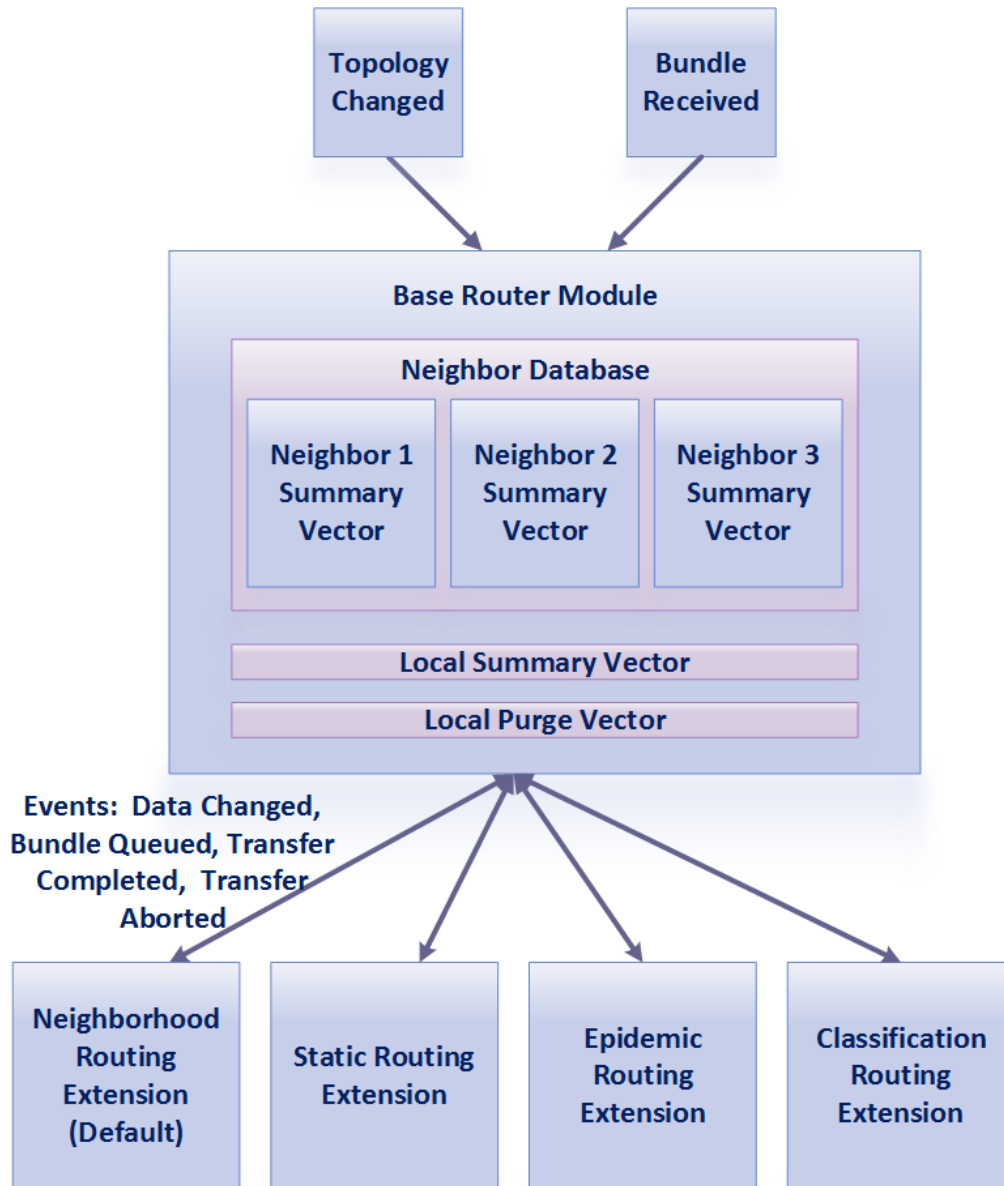 Topology
Changed
Bundle
Received
Base Router Module
Neighbor Database
Neighbor 1
Summary
Vector
Neighbor 2
Summary
Vector
Neighbor 3
Summary
Vector
Local Summary Vector
Local Purge Vector
Events:  Data Changed,
Bundle Queued, Transfer
Completed,  Transfer
Aborted
Neighborhood
Routing
Extension
(Default)
Static Routing
Extension
Epidemic
Routing
Extension
Classification
Routing
Extension